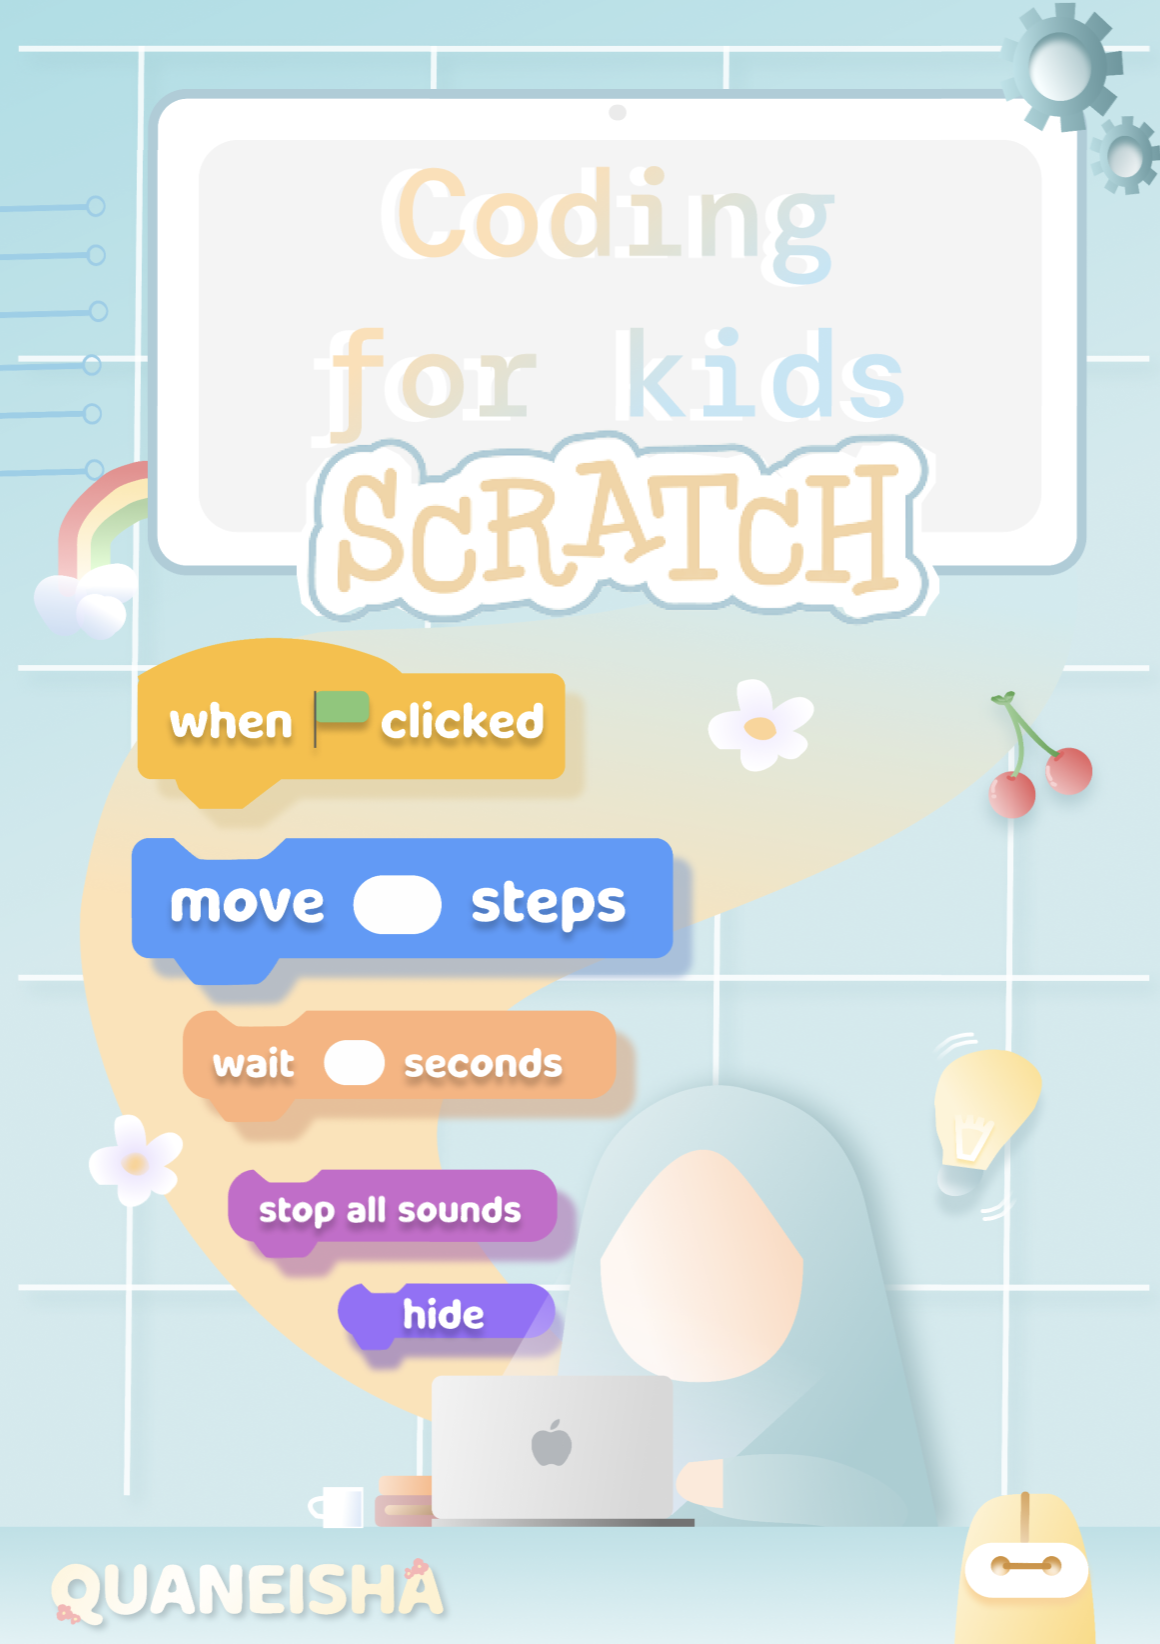 Coding
for kids
SCRATCH
when clicked
move steps
wait seconds
stop all sounds
hide
QUANEISHA